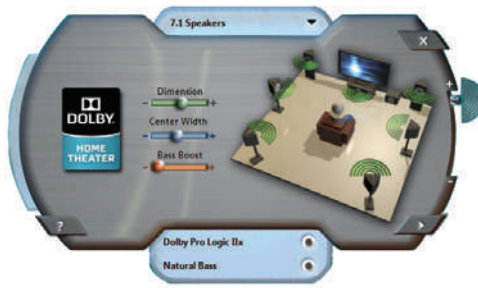 7.1 Speakers
X
Dimension
- +
DOLBY
Center Width
- +
HOME
THEATER
Bass Boost
- +
+
-
?
>
Dolby Pro Logic IIx
Natural Bass